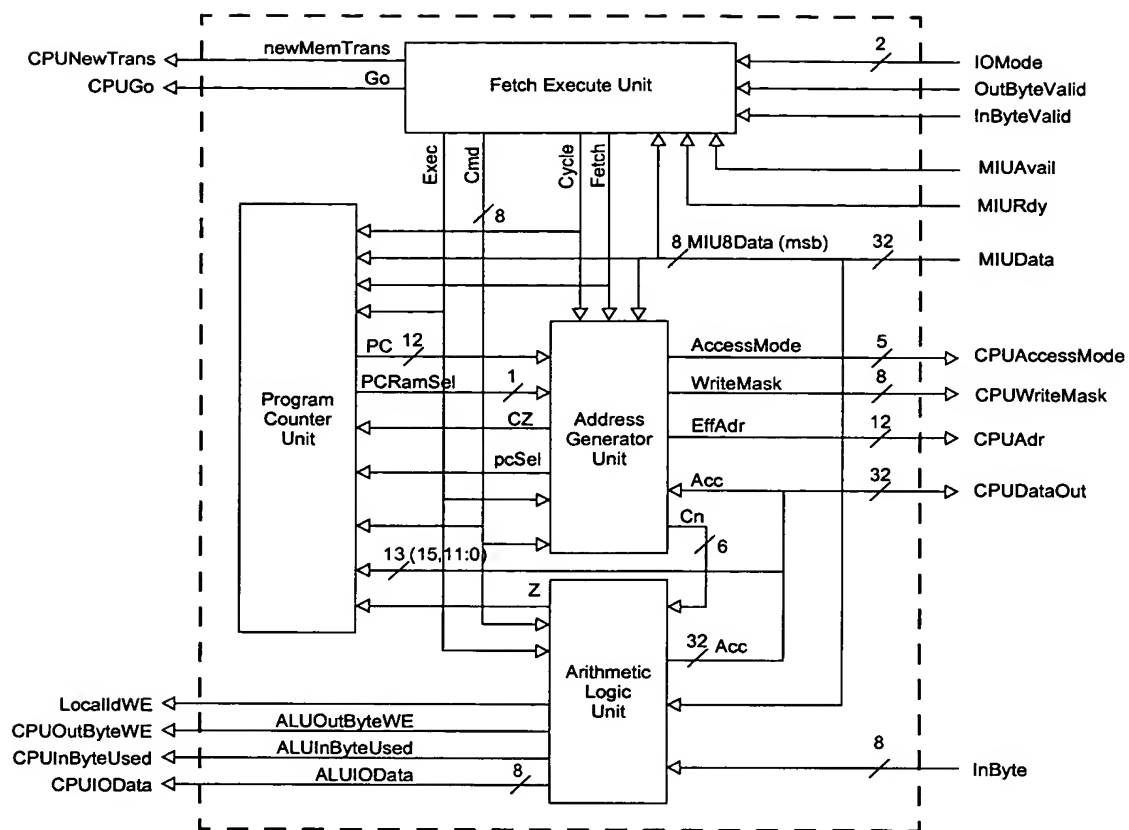 newMemTrans
CPUNewTrans
Go
CPUGo
Fetch Execute Unit
2
IOMode
OutByteValid
InByteValid
Exec
Cmd
Cycle
Fetch
MIUAvail
MIURdy
8
8 MIU8Data (msb)
32
MIUData
PC 12
AccessMode
5
CPUAccessMode
PCRamSel
1
WriteMask
8
CPUWriteMask
Program
Counter
Unit
CZ
Address
Generator
Unit
EffAdr
12
CPUAdr
pcSel
Acc
32
CPUDataOut
Cn
6
13 (15,11:0)
Z
32 Acc
Arithmetic
Logic
Unit
LocalIdWE
ALUOutByteWE
CPUOutByteWE
ALUInByteUsed
CPUInByteUsed
ALUIOData
8
CPUIOData
8
InByte